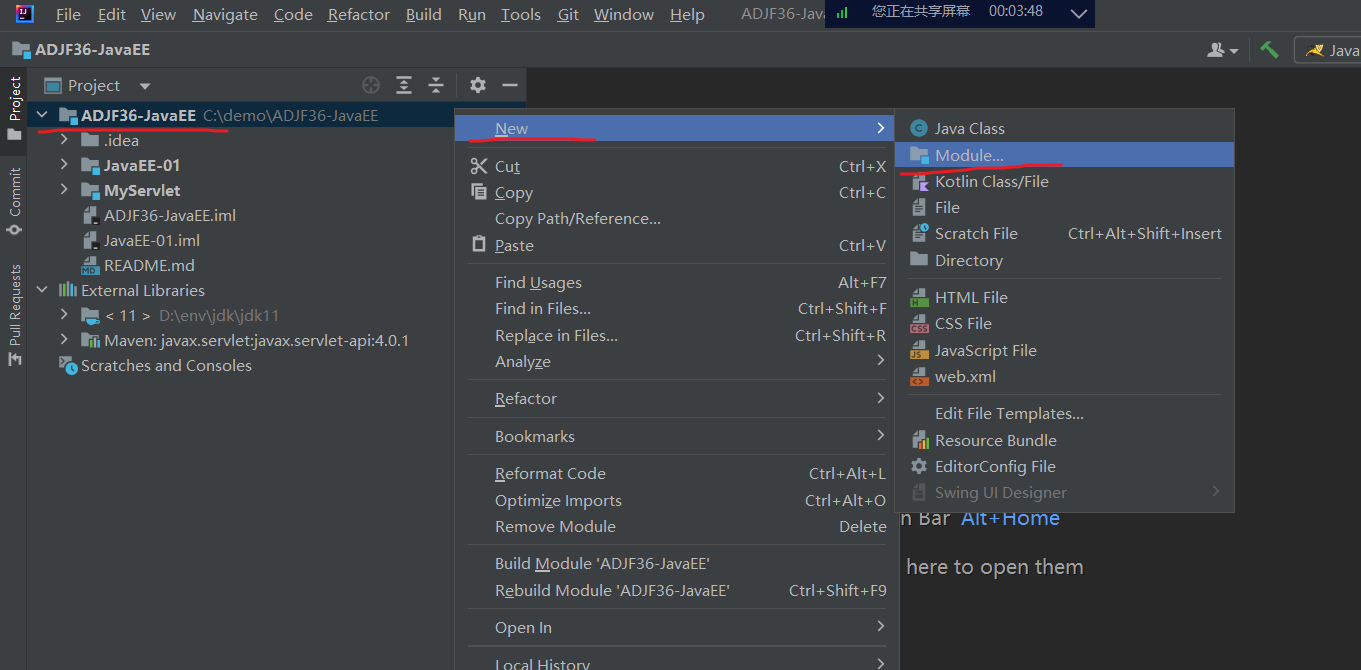 File Edit View Navigate Code Refactor Build Run Tools Git Window Help ADJF36-Jav
您正在共享屏幕 00:03:48
ADJF36-JavaEE
Java
Project
Commit
Pull Requests
Project
ADJF36-JavaEE C:\demo\ADJF36-JavaEE
.idea
JavaEE-01
MyServlet
ADJF36-JavaEE.iml
JavaEE-01.iml
README.md
External Libraries
< 11 > D:\env\jdk\jdk11
Maven: javax.servlet:javax.servlet-api:4.0.1
Scratches and Consoles
New
Cut Ctrl+X
Copy Ctrl+C
Copy Path/Reference...
Paste Ctrl+V
Find Usages Alt+F7
Find in Files... Ctrl+Shift+F
Replace in Files... Ctrl+Shift+R
Analyze
Refactor
Bookmarks
Reformat Code Ctrl+Alt+L
Optimize Imports Ctrl+Alt+O
Remove Module Delete
Build Module 'ADJF36-JavaEE'
Rebuild Module 'ADJF36-JavaEE' Ctrl+Shift+F9
Open In
Local History
Java Class
Module...
Kotlin Class/File
File
Scratch File Ctrl+Alt+Shift+Insert
Directory
HTML File
CSS File
JavaScript File
web.xml
Edit File Templates...
Resource Bundle
EditorConfig File
Swing UI Designer
n Bar Alt+Home
here to open them